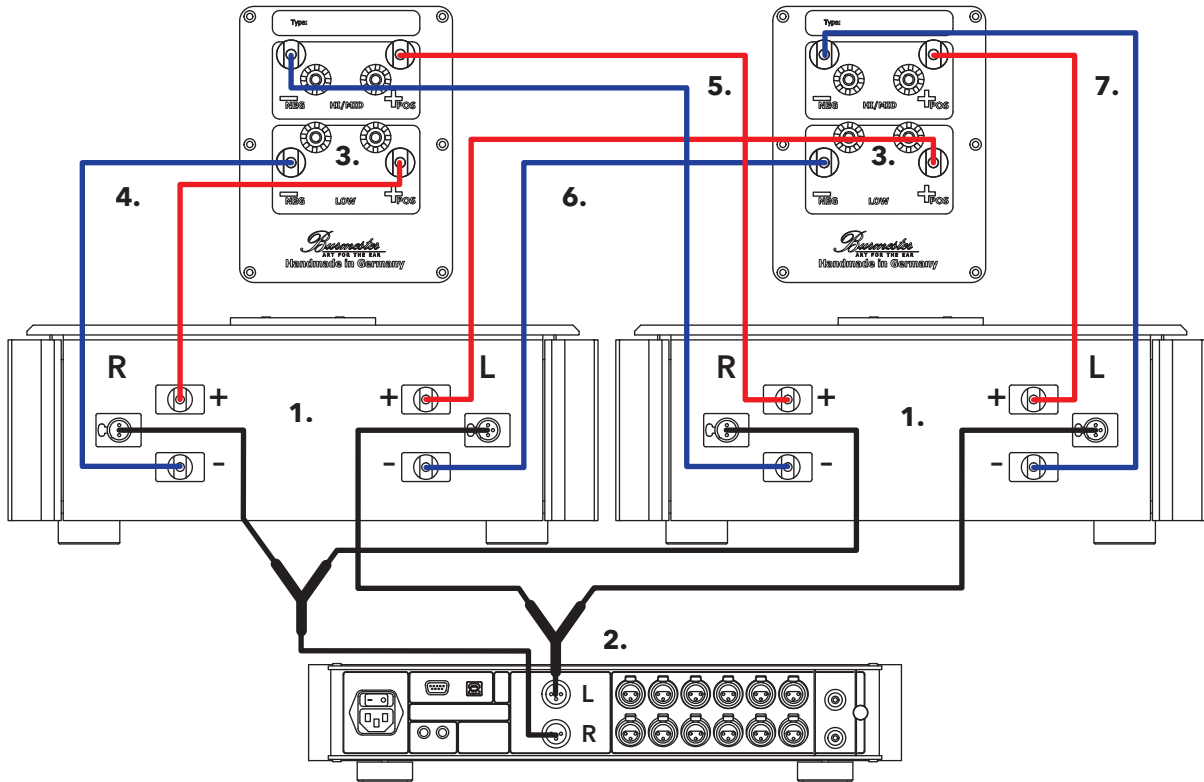 Type:
NEG HI/MID POS
3.
NEG LOW POS
Burmester
ART FOR THE EAR
Handmade in Germany
Type:
NEG HI/MID POS
3.
NEG LOW POS
Burmester
ART FOR THE EAR
Handmade in Germany
4.
5.
6.
7.
R L
+ +
1.
- -
R L
+ +
1.
- -
2.
L
R